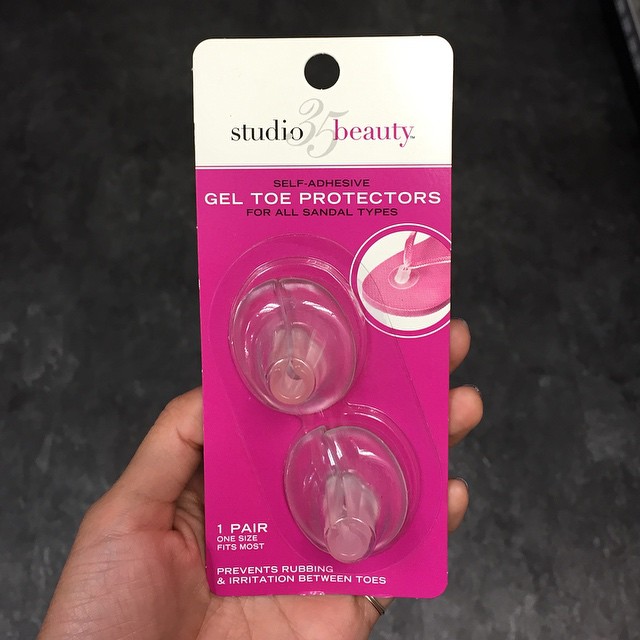 studio 35 beauty™
SELF-ADHESIVE
GEL TOE PROTECTORS
FOR ALL SANDAL TYPES
1 PAIR
ONE SIZE
FITS MOST
PREVENTS RUBBING
& IRRITATION BETWEEN TOES